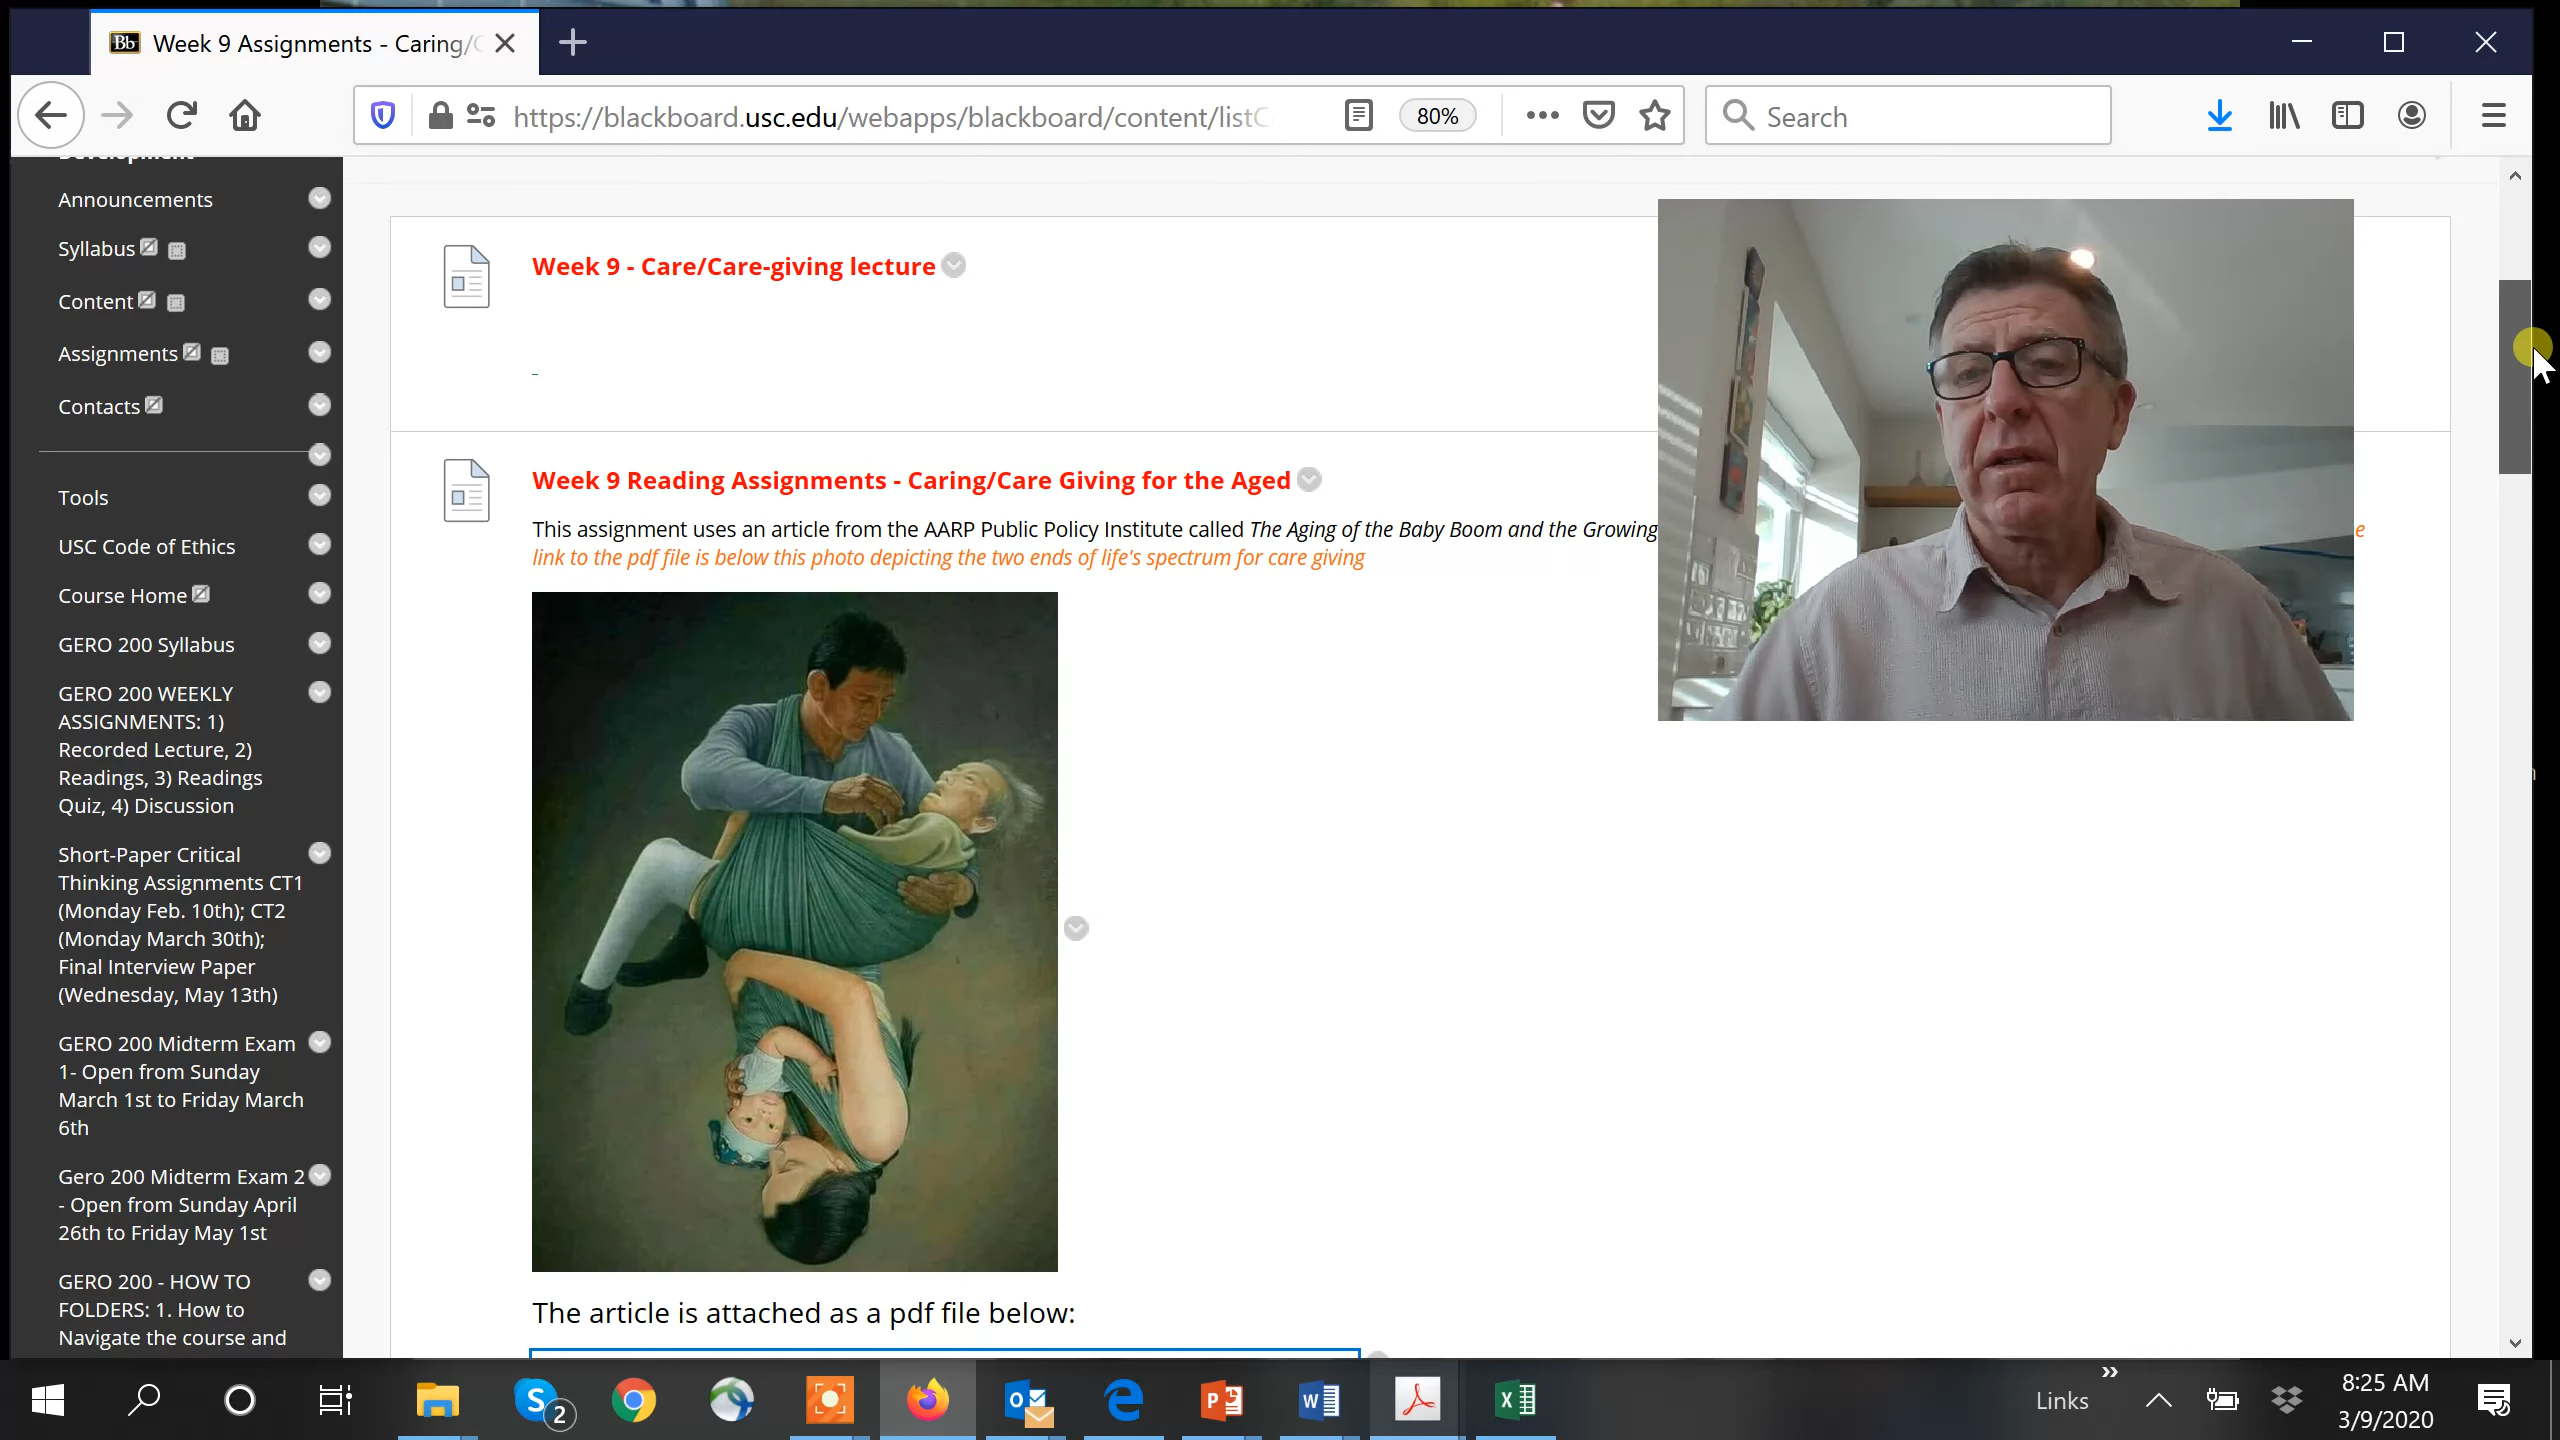 Week 9 Assignments - Caring/C
https://blackboard.usc.edu/webapps/blackboard/content/listC
80%
Search
Development
Announcements
Syllabus
Content
Assignments
Contacts
Tools
USC Code of Ethics
Course Home
GERO 200 Syllabus
GERO 200 WEEKLY
ASSIGNMENTS: 1)
Recorded Lecture, 2)
Readings, 3) Readings
Quiz, 4) Discussion
Short-Paper Critical
Thinking Assignments CT1
(Monday Feb. 10th); CT2
(Monday March 30th);
Final Interview Paper
(Wednesday, May 13th)
GERO 200 Midterm Exam
1- Open from Sunday
March 1st to Friday March
6th
Gero 200 Midterm Exam 2
- Open from Sunday April
26th to Friday May 1st
GERO 200 - HOW TO
FOLDERS: 1. How to
Navigate the course and
Week 9 - Care/Care-giving lecture
Week 9 Reading Assignments - Caring/Care Giving for the Aged
This assignment uses an article from the AARP Public Policy Institute called The Aging of the Baby Boom and the Growing e
link to the pdf file is below this photo depicting the two ends of life's spectrum for care giving
The article is attached as a pdf file below:
2
Links
8:25 AM
3/9/2020